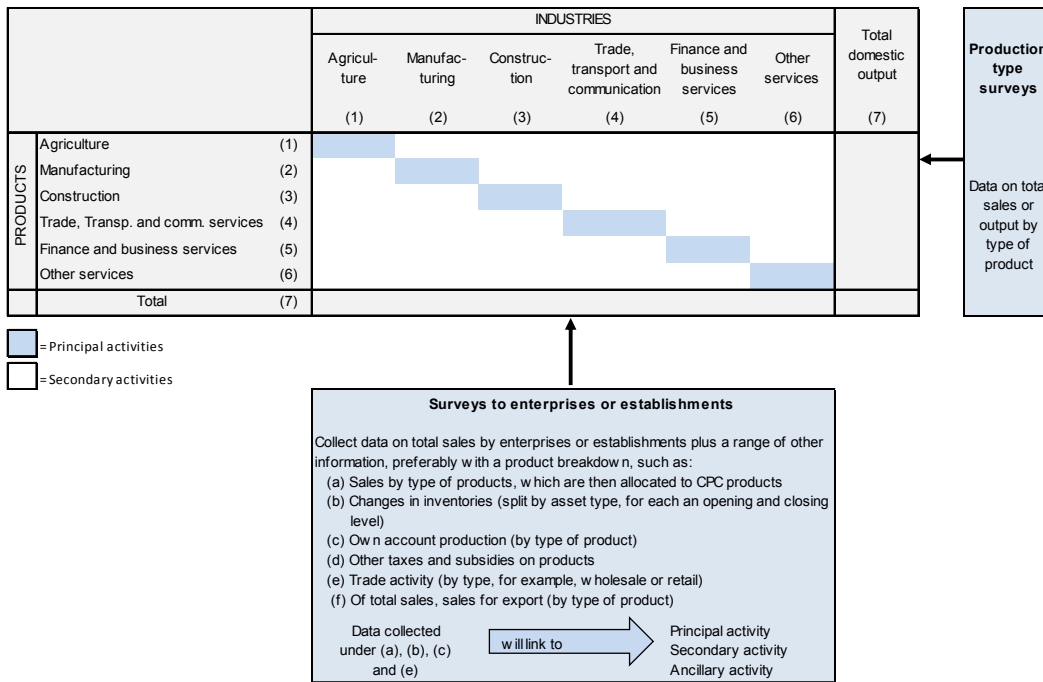 INDUSTRIES
Agricul-
ture
(1)
Manufac-
turing
(2)
Construc-
tion
(3)
Trade,
transport and
communication
(4)
Finance and
business
services
(5)
Other
services
(6)
Total
domestic
output
(7)
PRODUCTS
Agriculture (1)
Manufacturing (2)
Construction (3)
Trade, Transp. and comm. services (4)
Finance and business services (5)
Other services (6)
Total (7)
Production
type
surveys
Data on total
sales or
output by
type of
product
= Principal activities
= Secondary activities
Surveys to enterprises or establishments
Collect data on total sales by enterprises or establishments plus a range of other
information, preferably with a product breakdown, such as:
(a) Sales by type of products, which are then allocated to CPC products
(b) Changes in inventories (split by asset type, for each an opening and closing
level)
(c) Own account production (by type of product)
(d) Other taxes and subsidies on products
(e) Trade activity (by type, for example, wholesale or retail)
(f) Of total sales, sales for export (by type of product)
Data collected
under (a), (b), (c)
and (e)
will link to
Principal activity
Secondary activity
Ancillary activity